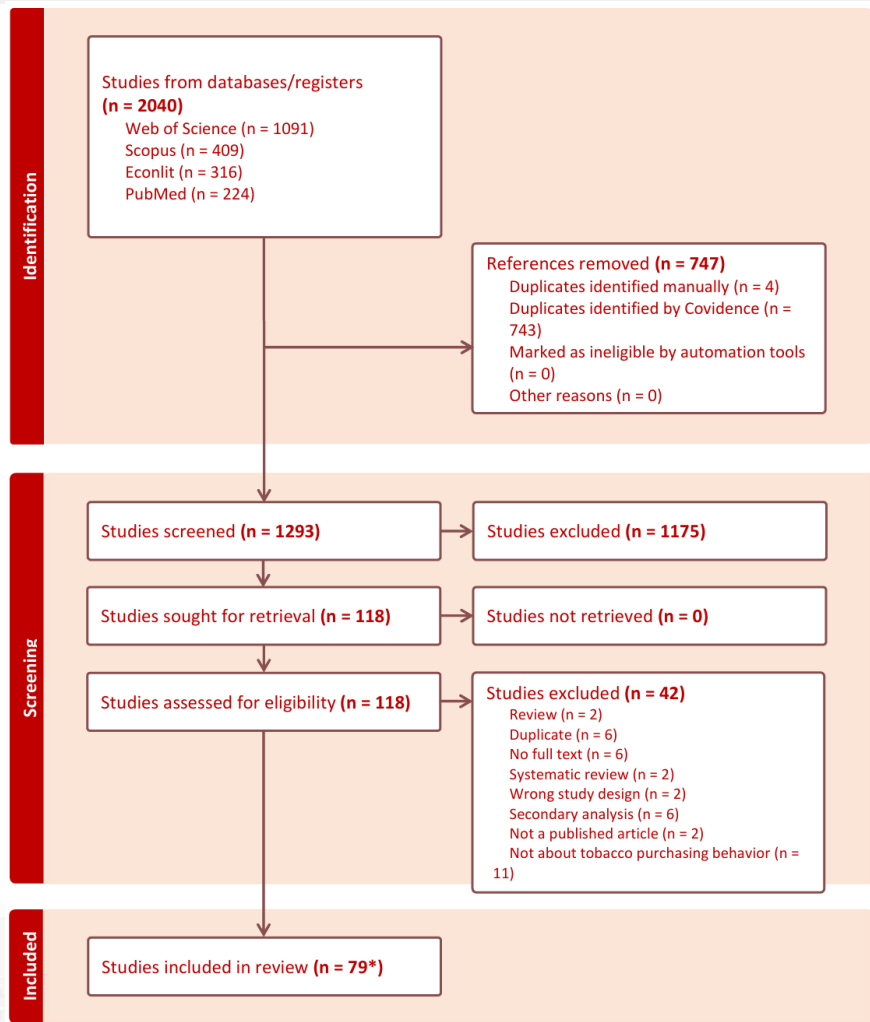 Identification
Studies from databases/registers
(n = 2040)
Web of Science (n = 1091)
Scopus (n = 409)
Econlit (n = 316)
PubMed (n = 224)
References removed (n = 747)
Duplicates identified manually (n = 4)
Duplicates identified by Covidence (n =
743)
Marked as ineligible by automation tools
(n = 0)
Other reasons (n = 0)
Screening
Studies screened (n = 1293)
Studies excluded (n = 1175)
Studies sought for retrieval (n = 118)
Studies not retrieved (n = 0)
Studies assessed for eligibility (n = 118)
Studies excluded (n = 42)
Review (n = 2)
Duplicate (n = 6)
No full text (n = 6)
Systematic review (n = 2)
Wrong study design (n = 2)
Secondary analysis (n = 6)
Not a published article (n = 2)
Not about tobacco purchasing behavior (n =
11)
Included
Studies included in review (n = 79*)